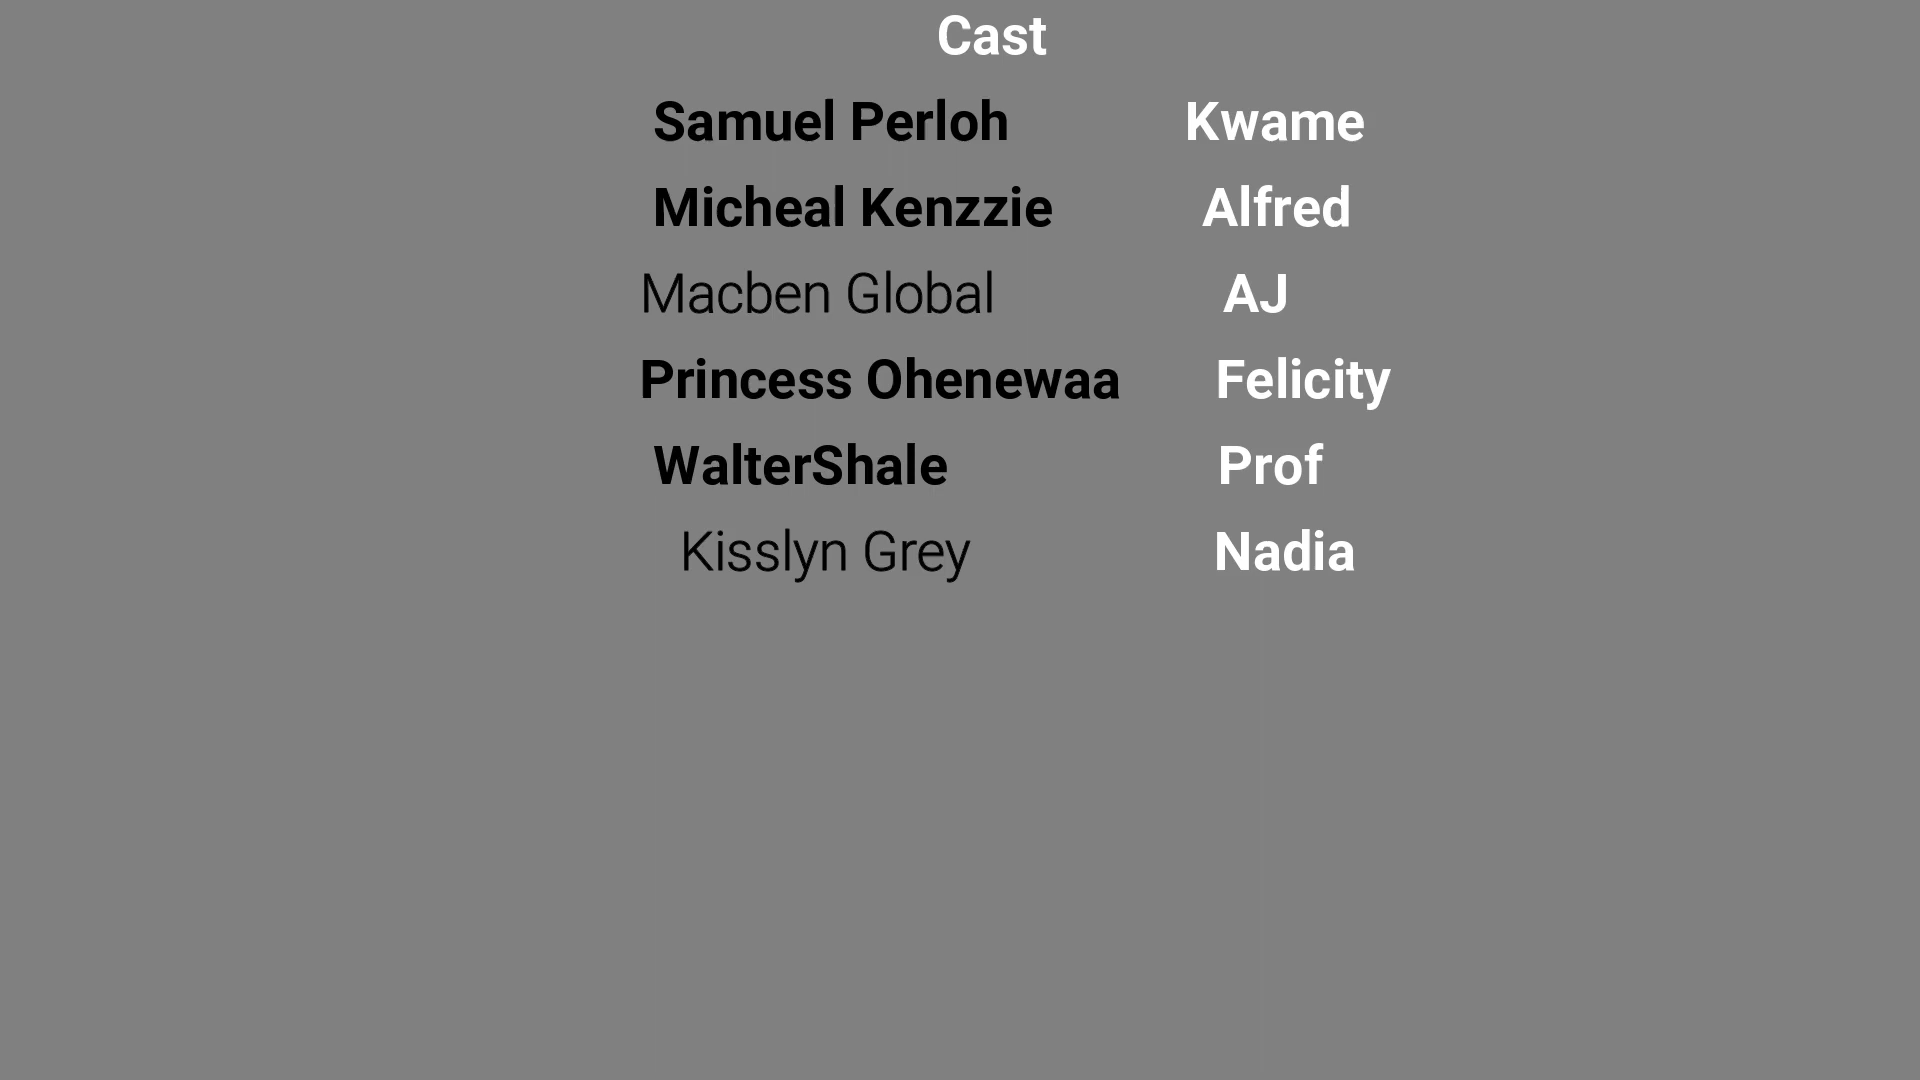 Cast
Samuel Perloh Kwame
Micheal Kenzzie Alfred
Macben Global AJ
Princess Ohenewaa Felicity
WalterShale Prof
Kisslyn Grey Nadia